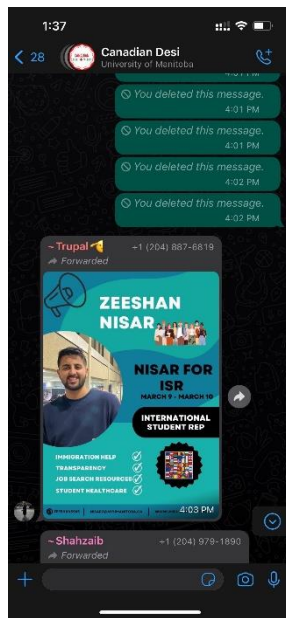 1:37
28
Canadian Desi
University of Manitoba
You deleted this message.
4:01 PM
You deleted this message.
4:01 PM
You deleted this message.
4:02 PM
You deleted this message.
4:02 PM
~Trupal
+1 (204) 887-6819
Forwarded
ZEESHAN
NISAR
NISAR FOR
ISR
MARCH 9 - MARCH 10
INTERNATIONAL
STUDENT REP
IMMIGRATION HELP
TRANSPARENCY
JOB SEARCH RESOURCES
STUDENT HEALTHCARE
4:03 PM
~Shahzaib
+1 (204) 979-1890
Forwarded